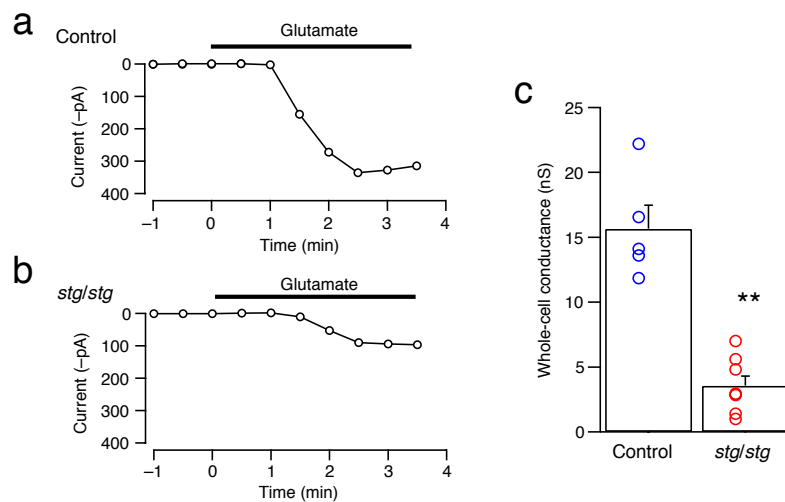 a
Control
Glutamate
0
100
200
300
400
Current (–pA)
–1 0 1 2 3 4
Time (min)
b
stg/stg
Glutamate
0
100
200
300
400
Current (–pA)
–1 0 1 2 3 4
Time (min)
c
25
20
15
10
5
0
Whole-cell conductance (nS)
**
Control stg/stg